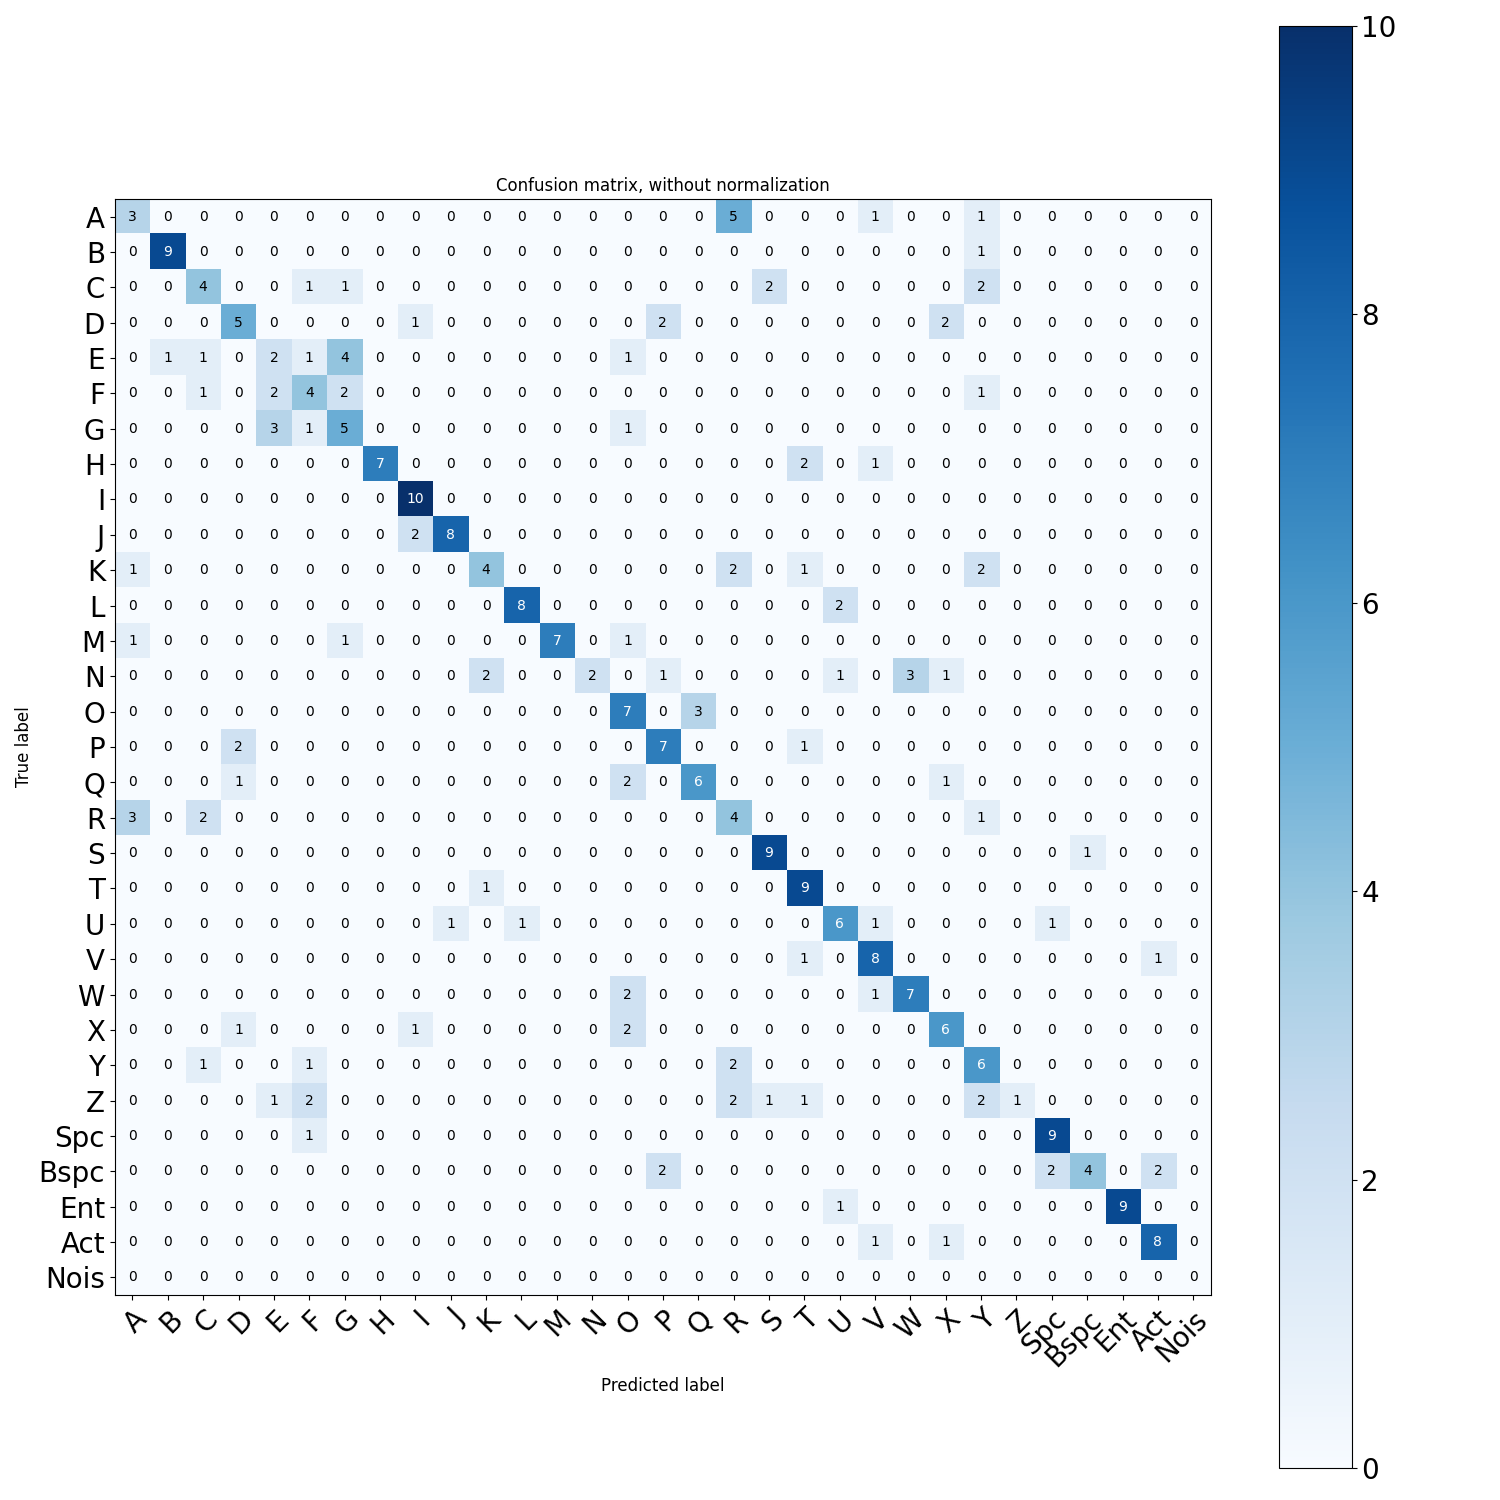 Confusion matrix, without normalization
A 3 0 0 0 0 0 0 0 0 0 0 0 0 0 0 0 0 5 0 0 0 1 0 0 1 0 0 0 0 0 0
B 0 9 0 0 0 0 0 0 0 0 0 0 0 0 0 0 0 0 0 0 0 0 0 0 1 0 0 0 0 0 0
C 0 0 4 0 0 1 1 0 0 0 0 0 0 0 0 0 0 0 2 0 0 0 0 0 2 0 0 0 0 0 0
D 0 0 0 5 0 0 0 0 1 0 0 0 0 0 0 2 0 0 0 0 0 0 0 2 0 0 0 0 0 0 0
E 0 1 1 0 2 1 4 0 0 0 0 0 0 0 1 0 0 0 0 0 0 0 0 0 0 0 0 0 0 0 0
F 0 0 1 0 2 4 2 0 0 0 0 0 0 0 0 0 0 0 0 0 0 0 0 0 1 0 0 0 0 0 0
G 0 0 0 0 3 1 5 0 0 0 0 0 0 0 1 0 0 0 0 0 0 0 0 0 0 0 0 0 0 0 0
H 0 0 0 0 0 0 0 7 0 0 0 0 0 0 0 0 0 0 0 2 0 1 0 0 0 0 0 0 0 0 0
I 0 0 0 0 0 0 0 0 10 0 0 0 0 0 0 0 0 0 0 0 0 0 0 0 0 0 0 0 0 0 0
J 0 0 0 0 0 0 0 0 2 8 0 0 0 0 0 0 0 0 0 0 0 0 0 0 0 0 0 0 0 0 0
K 1 0 0 0 0 0 0 0 0 0 4 0 0 0 0 0 0 2 0 1 0 0 0 0 2 0 0 0 0 0 0
L 0 0 0 0 0 0 0 0 0 0 0 8 0 0 0 0 0 0 0 0 2 0 0 0 0 0 0 0 0 0 0
M 1 0 0 0 0 0 1 0 0 0 0 0 7 0 1 0 0 0 0 0 0 0 0 0 0 0 0 0 0 0 0
N 0 0 0 0 0 0 0 0 0 0 2 0 0 2 0 1 0 0 0 0 1 0 3 1 0 0 0 0 0 0 0
O 0 0 0 0 0 0 0 0 0 0 0 0 0 0 7 0 3 0 0 0 0 0 0 0 0 0 0 0 0 0 0
P 0 0 0 2 0 0 0 0 0 0 0 0 0 0 0 7 0 0 0 1 0 0 0 0 0 0 0 0 0 0 0
Q 0 0 0 1 0 0 0 0 0 0 0 0 0 0 2 0 6 0 0 0 0 0 0 1 0 0 0 0 0 0 0
R 3 0 2 0 0 0 0 0 0 0 0 0 0 0 0 0 0 4 0 0 0 0 0 0 1 0 0 0 0 0 0
S 0 0 0 0 0 0 0 0 0 0 0 0 0 0 0 0 0 0 9 0 0 0 0 0 0 0 0 1 0 0 0
T 0 0 0 0 0 0 0 0 0 0 1 0 0 0 0 0 0 0 0 9 0 0 0 0 0 0 0 0 0 0 0
U 0 0 0 0 0 0 0 0 0 1 0 1 0 0 0 0 0 0 0 0 6 1 0 0 0 0 1 0 0 0 0
V 0 0 0 0 0 0 0 0 0 0 0 0 0 0 0 0 0 0 0 1 0 8 0 0 0 0 0 0 0 1 0
W 0 0 0 0 0 0 0 0 0 0 0 0 0 0 2 0 0 0 0 0 0 1 7 0 0 0 0 0 0 0 0
X 0 0 0 1 0 0 0 0 1 0 0 0 0 0 2 0 0 0 0 0 0 0 0 6 0 0 0 0 0 0 0
Y 0 0 1 0 0 1 0 0 0 0 0 0 0 0 0 0 0 2 0 0 0 0 0 0 6 0 0 0 0 0 0
Z 0 0 0 0 1 2 0 0 0 0 0 0 0 0 0 0 0 2 1 1 0 0 0 0 2 1 0 0 0 0 0
Spc 0 0 0 0 0 1 0 0 0 0 0 0 0 0 0 0 0 0 0 0 0 0 0 0 0 0 9 0 0 0 0
Bspc 0 0 0 0 0 0 0 0 0 0 0 0 0 0 0 2 0 0 0 0 0 0 0 0 0 0 2 4 0 2 0
Ent 0 0 0 0 0 0 0 0 0 0 0 0 0 0 0 0 0 0 0 0 1 0 0 0 0 0 0 0 9 0 0
Act 0 0 0 0 0 0 0 0 0 0 0 0 0 0 0 0 0 0 0 0 0 1 0 1 0 0 0 0 0 8 0
Nois 0 0 0 0 0 0 0 0 0 0 0 0 0 0 0 0 0 0 0 0 0 0 0 0 0 0 0 0 0 0 0
A B C D E F G H I J K L M N O P Q R S T U V W X Y Z Spc Bspc Ent Act Nois
Predicted label
True label
10
8
6
4
2
0